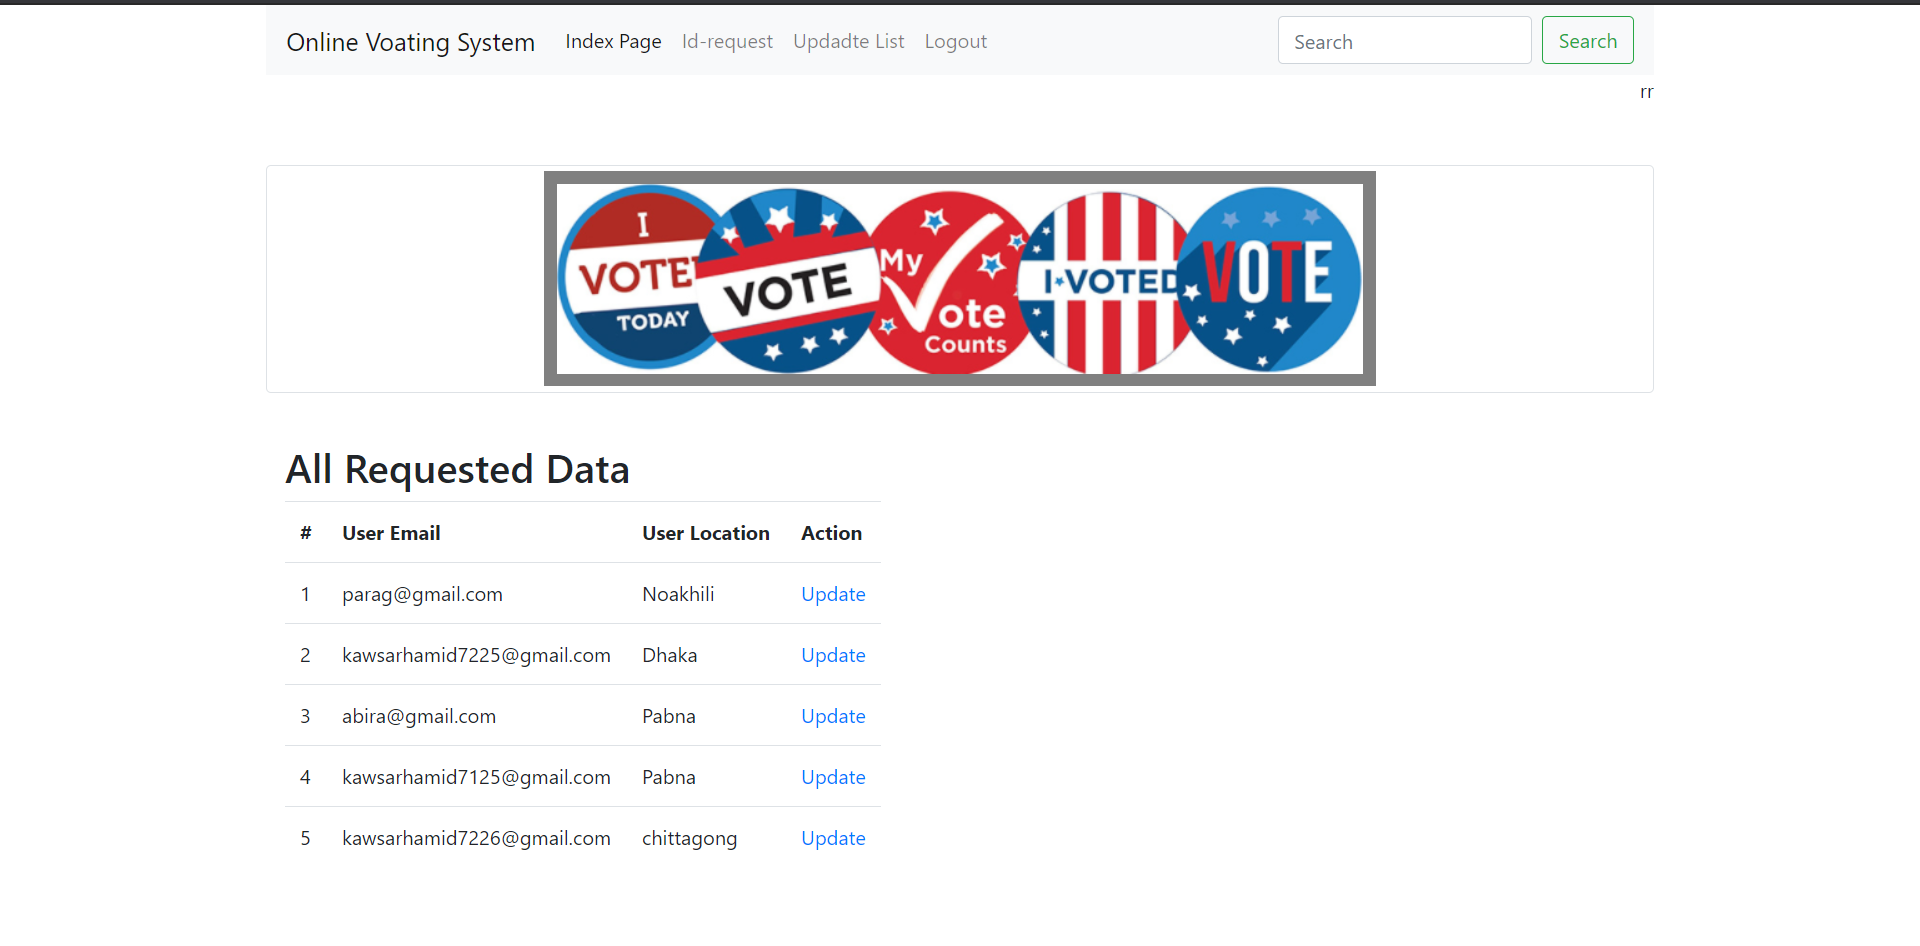 Online Voating System Index Page Id-request Updadte List Logout Search Search
rr
I VOTED TODAY
VOTE
My Vote Counts
I VOTED
VOTE
All Requested Data
# User Email User Location Action
1 parag@gmail.com Noakhili Update
2 kawsarhamid7225@gmail.com Dhaka Update
3 abira@gmail.com Pabna Update
4 kawsarhamid7125@gmail.com Pabna Update
5 kawsarhamid7226@gmail.com chittagong Update